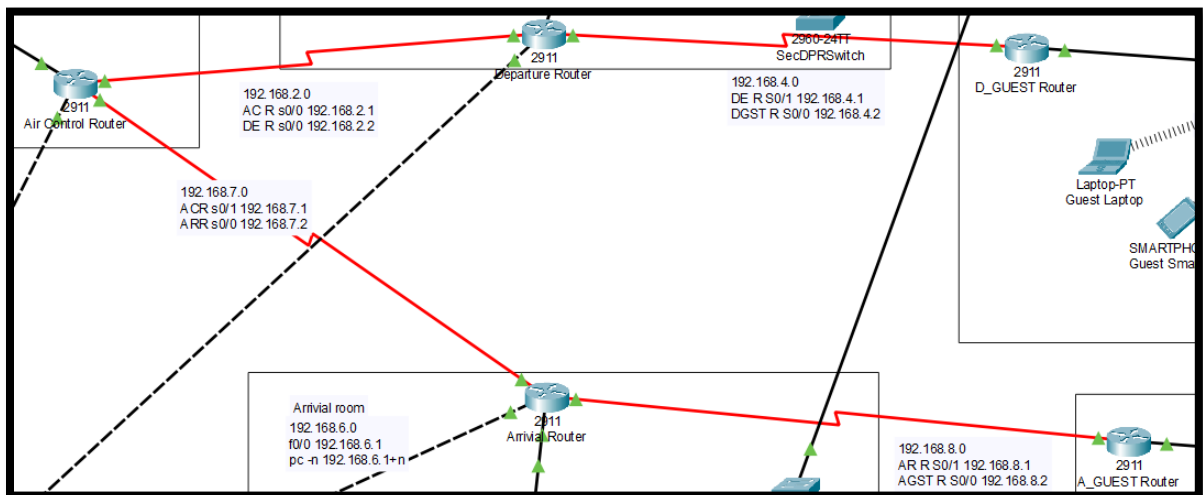 2960-24TT
SecDPRSwitch
2911
Departure Router
2911
D_GUEST Router
2911
Air Control Router
192.168.2.0
AC R s0/0 192.168.2.1
DE R s0/0 192.168.2.2
192.168.4.0
DE R S0/1 192.168.4.1
DGST R S0/0 192.168.4.2
Laptop-PT
Guest Laptop
SMARTPHO
Guest Sma
192.168.7.0
ACR s0/1 192.168.7.1
ARR s0/0 192.168.7.2
Arrivial room
192.168.6.0
f0/0 192.168.6.1
pc -n 192.168.6.1+n
2911
Arrivial Router
192.168.8.0
AR R S0/1 192.168.8.1
AGST R S0/0 192.168.8.2
2911
A_GUEST Router